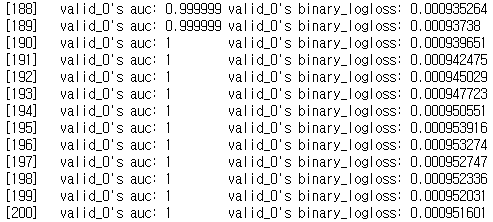 [188] valid_0's auc: 0.999999 valid_0's binary_logloss: 0.000935264
[189] valid_0's auc: 0.999999 valid_0's binary_logloss: 0.00093738
[190] valid_0's auc: 1 valid_0's binary_logloss: 0.000939651
[191] valid_0's auc: 1 valid_0's binary_logloss: 0.000942475
[192] valid_0's auc: 1 valid_0's binary_logloss: 0.000945029
[193] valid_0's auc: 1 valid_0's binary_logloss: 0.000947723
[194] valid_0's auc: 1 valid_0's binary_logloss: 0.000950551
[195] valid_0's auc: 1 valid_0's binary_logloss: 0.000953916
[196] valid_0's auc: 1 valid_0's binary_logloss: 0.000953274
[197] valid_0's auc: 1 valid_0's binary_logloss: 0.000952747
[198] valid_0's auc: 1 valid_0's binary_logloss: 0.000952336
[199] valid_0's auc: 1 valid_0's binary_logloss: 0.000952031
[200] valid_0's auc: 1 valid_0's binary_logloss: 0.000951601